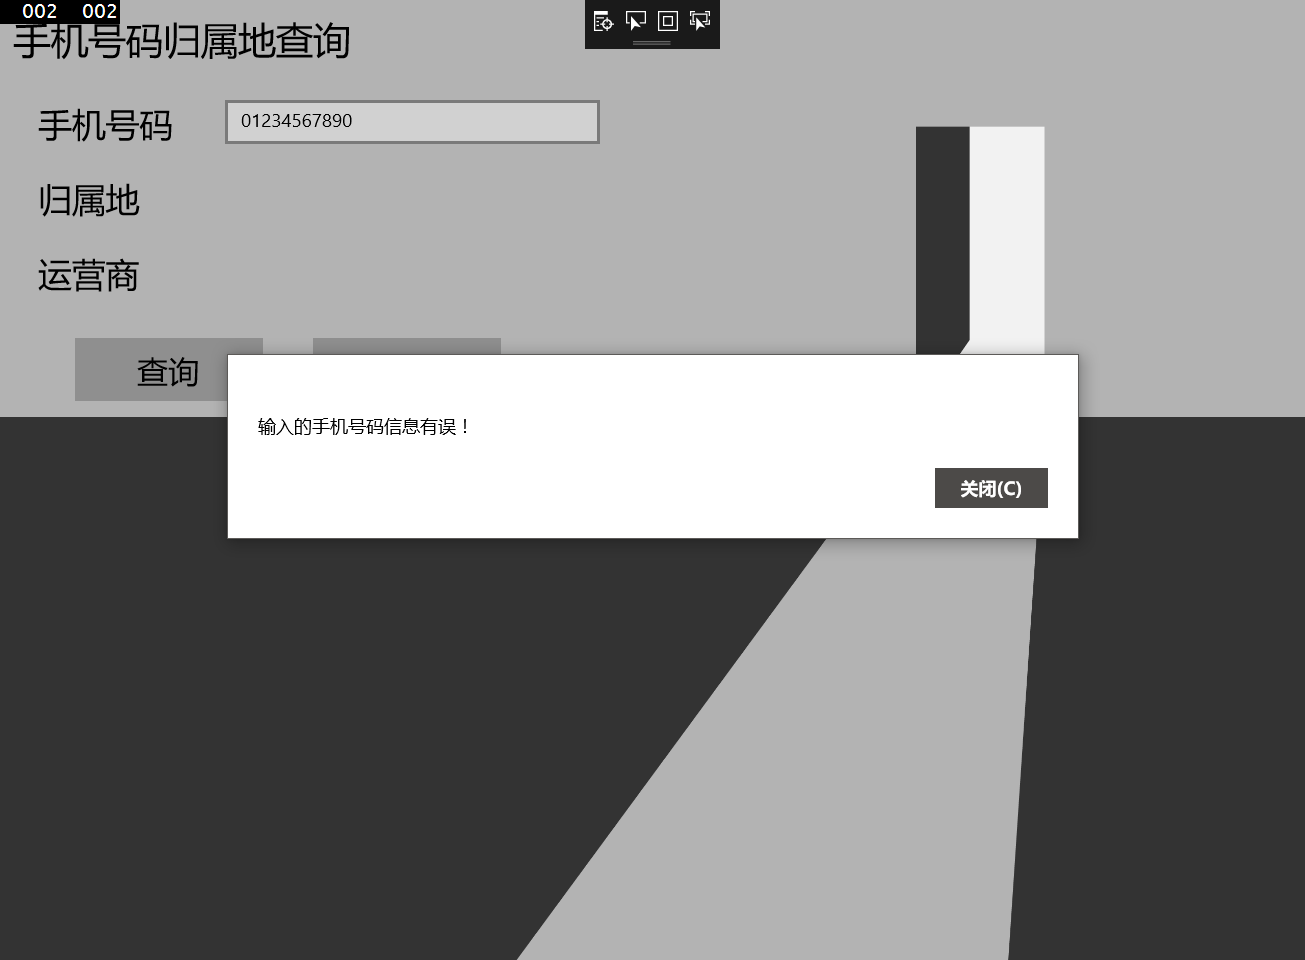 002 002
手机号码归属地查询
手机号码 01234567890
归属地
运营商
查询
输入的手机号码信息有误！
关闭(C)